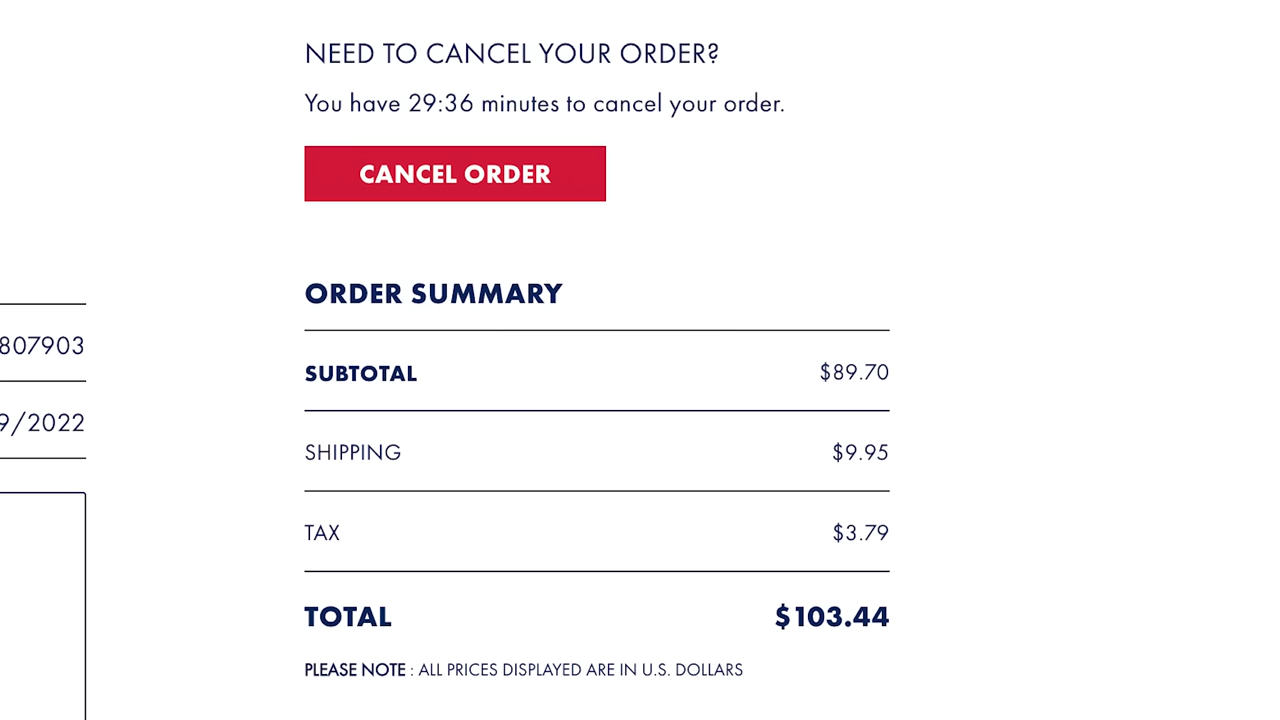 NEED TO CANCEL YOUR ORDER?
You have 29:36 minutes to cancel your order.
CANCEL ORDER
ORDER SUMMARY
807903
SUBTOTAL $89.70
9/2022
SHIPPING $9.95
TAX $3.79
TOTAL $103.44
PLEASE NOTE : ALL PRICES DISPLAYED ARE IN U.S. DOLLARS